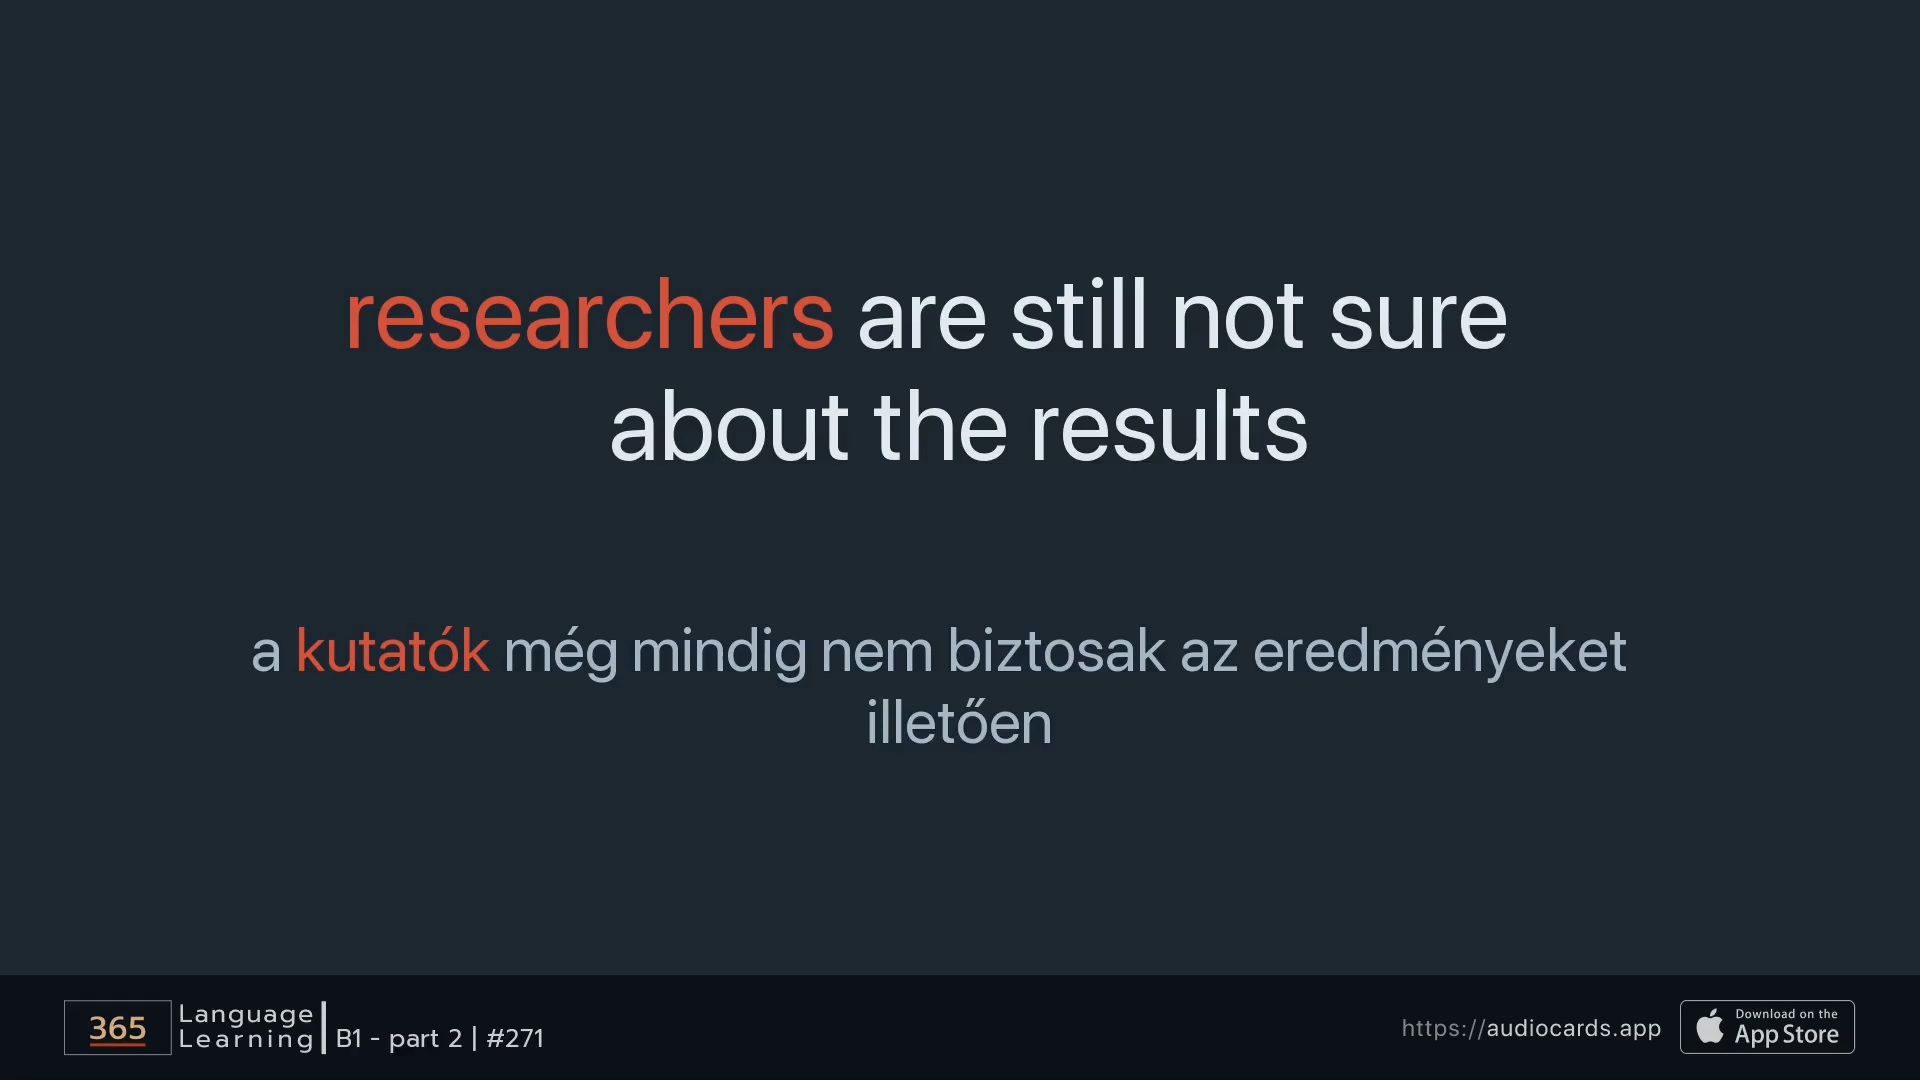 researchers are still not sure
about the results
a kutatók még mindig nem biztosak az eredményeket
illetően
365
Language
Learning
B1 - part 2 | #271
https://audiocards.app
Download on the
App Store